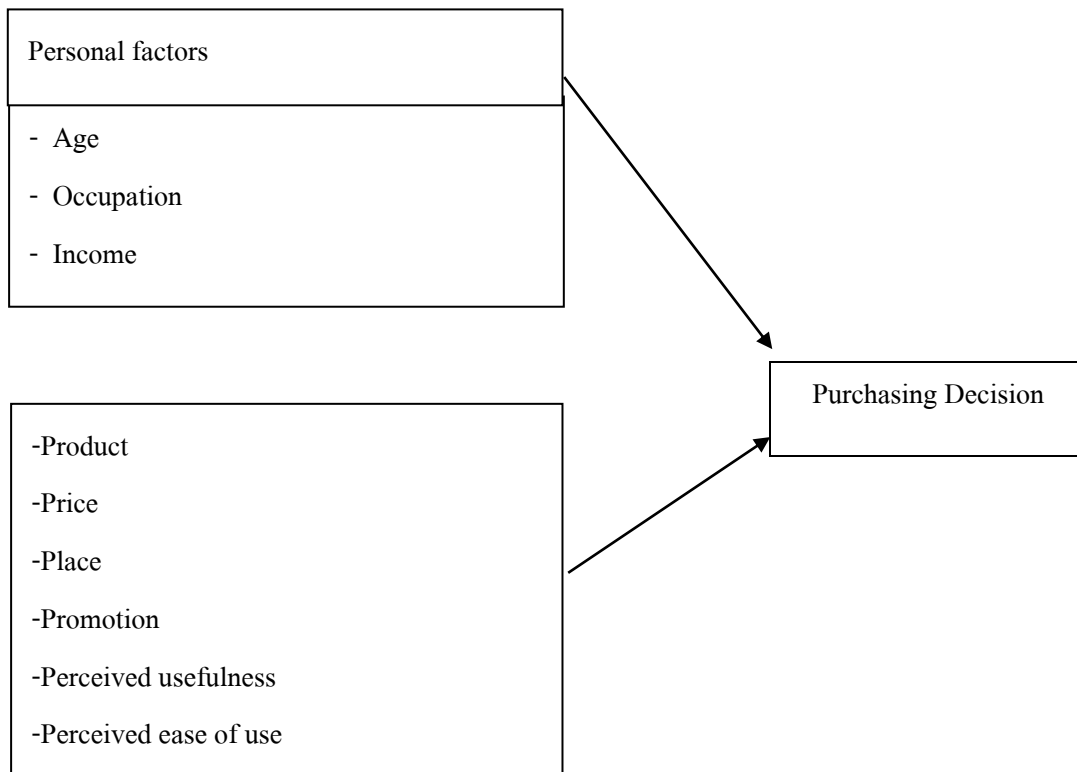 Personal factors
- Age
- Occupation
- Income
Purchasing Decision
-Product
-Price
-Place
-Promotion
-Perceived usefulness
-Perceived ease of use